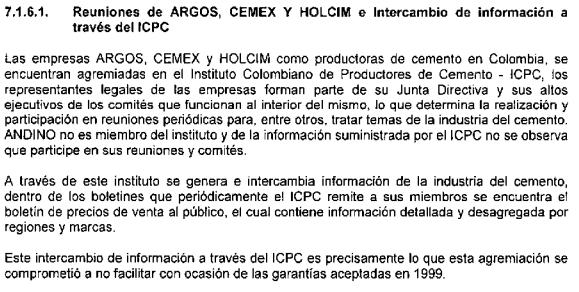 7.1.6.1. Reuniones de ARGOS, CEMEX Y HOLCIM e Intercambio de información a
través del ICPC
Las empresas ARGOS, CEMEX y HOLCIM como productoras de cemento en Colombia, se
encuentran agremiadas en el Instituto Colombiano de Productores de Cemento - ICPC, los
representantes legales de las empresas forman parte de su Junta Directiva y sus altos
ejecutivos de los comités que funcionan al interior del mismo, lo que determina la realización y
participación en reuniones periódicas para, entre otros, tratar temas de la industria del cemento.
ANDINO no es miembro del instituto y de la información suministrada por el ICPC no se observa
que participe en sus reuniones y comités.
A través de este instituto se genera e intercambia información de la industria del cemento,
dentro de los boletines que periódicamente el ICPC remite a sus miembros se encuentra el
boletín de precios de venta al público, el cual contiene información detallada y desagregada por
regiones y marcas.
Este intercambio de información a través del ICPC es precisamente lo que esta agremiación se
comprometió a no facilitar con ocasión de las garantías aceptadas en 1999.